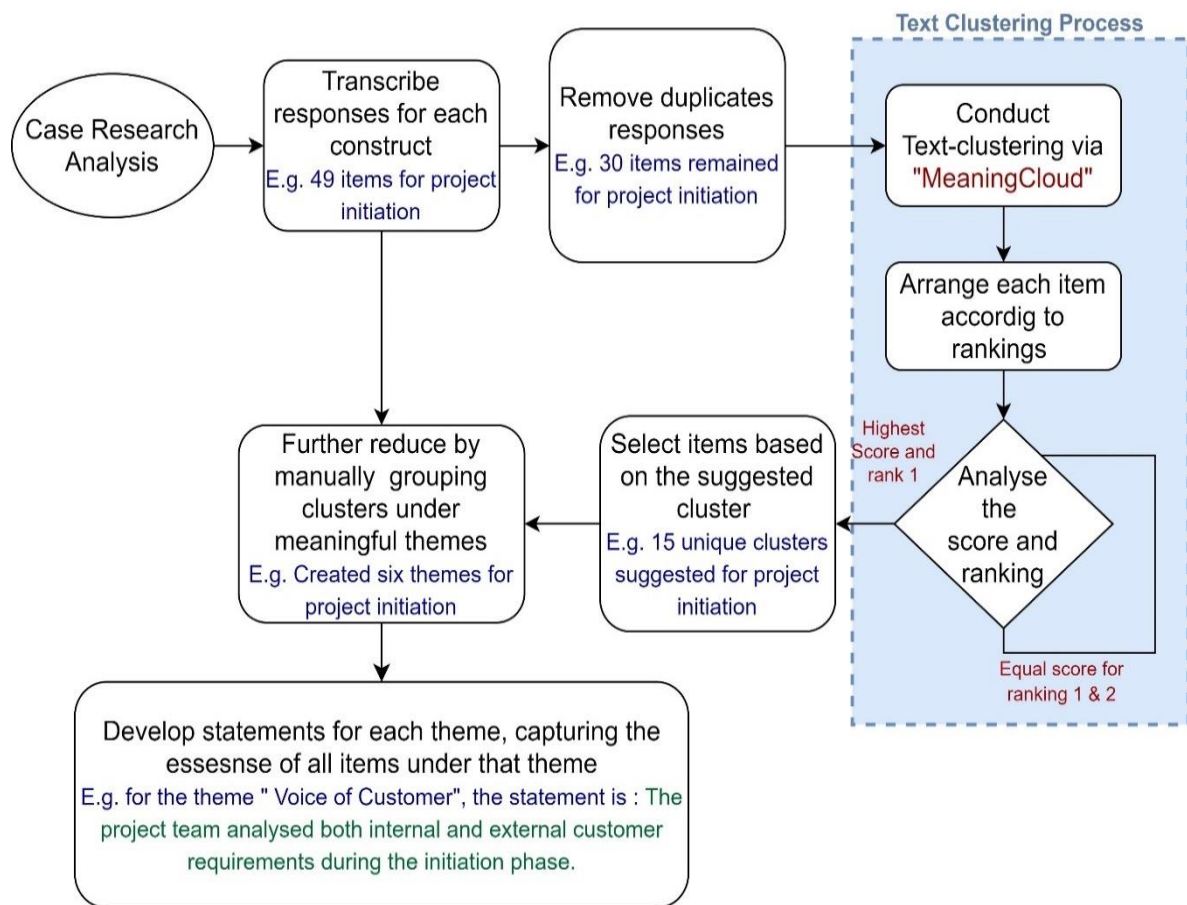 Text Clustering Process
Case Research
Analysis
Transcribe
responses for each
construct
E.g. 49 items for project
initiation
Remove duplicates
responses
E.g. 30 items remained
for project initiation
Conduct
Text-clustering via
"MeaningCloud"
Arrange each item
accordig to
rankings
Highest
Score and
rank 1
Analyse
the
score and
ranking
Equal score for
ranking 1 & 2
Select items based
on the suggested
cluster
E.g. 15 unique clusters
suggested for project
initiation
Further reduce by
manually grouping
clusters under
meaningful themes
E.g. Created six themes for
project initiation
Develop statements for each theme, capturing the
essesnse of all items under that theme
E.g. for the theme " Voice of Customer", the statement is : The
project team analysed both internal and external customer
requirements during the initiation phase.